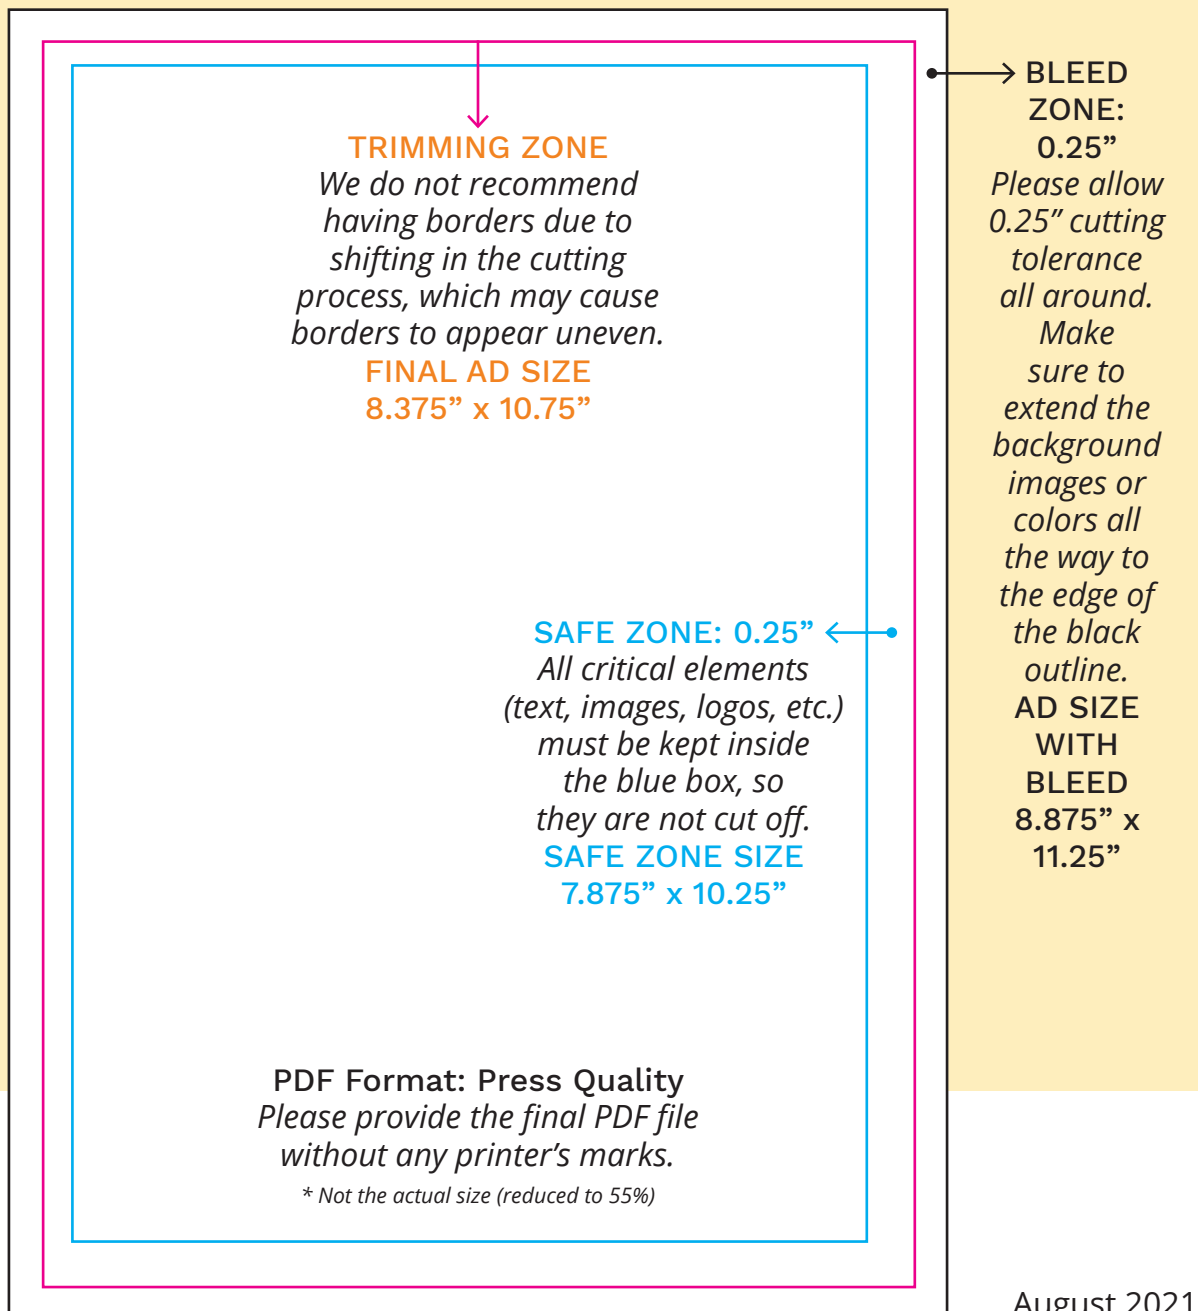 TRIMMING ZONE
We do not recommend
having borders due to
shifting in the cutting
process, which may cause
borders to appear uneven.
FINAL AD SIZE
8.375” x 10.75”
SAFE ZONE: 0.25”
All critical elements
(text, images, logos, etc.)
must be kept inside
the blue box, so
they are not cut off.
SAFE ZONE SIZE
7.875” x 10.25”
PDF Format: Press Quality
Please provide the final PDF file
without any printer’s marks.
* Not the actual size (reduced to 55%)
BLEED
ZONE:
0.25”
Please allow
0.25” cutting
tolerance
all around.
Make
sure to
extend the
background
images or
colors all
the way to
the edge of
the black
outline.
AD SIZE
WITH
BLEED
8.875” x
11.25”
August 2021